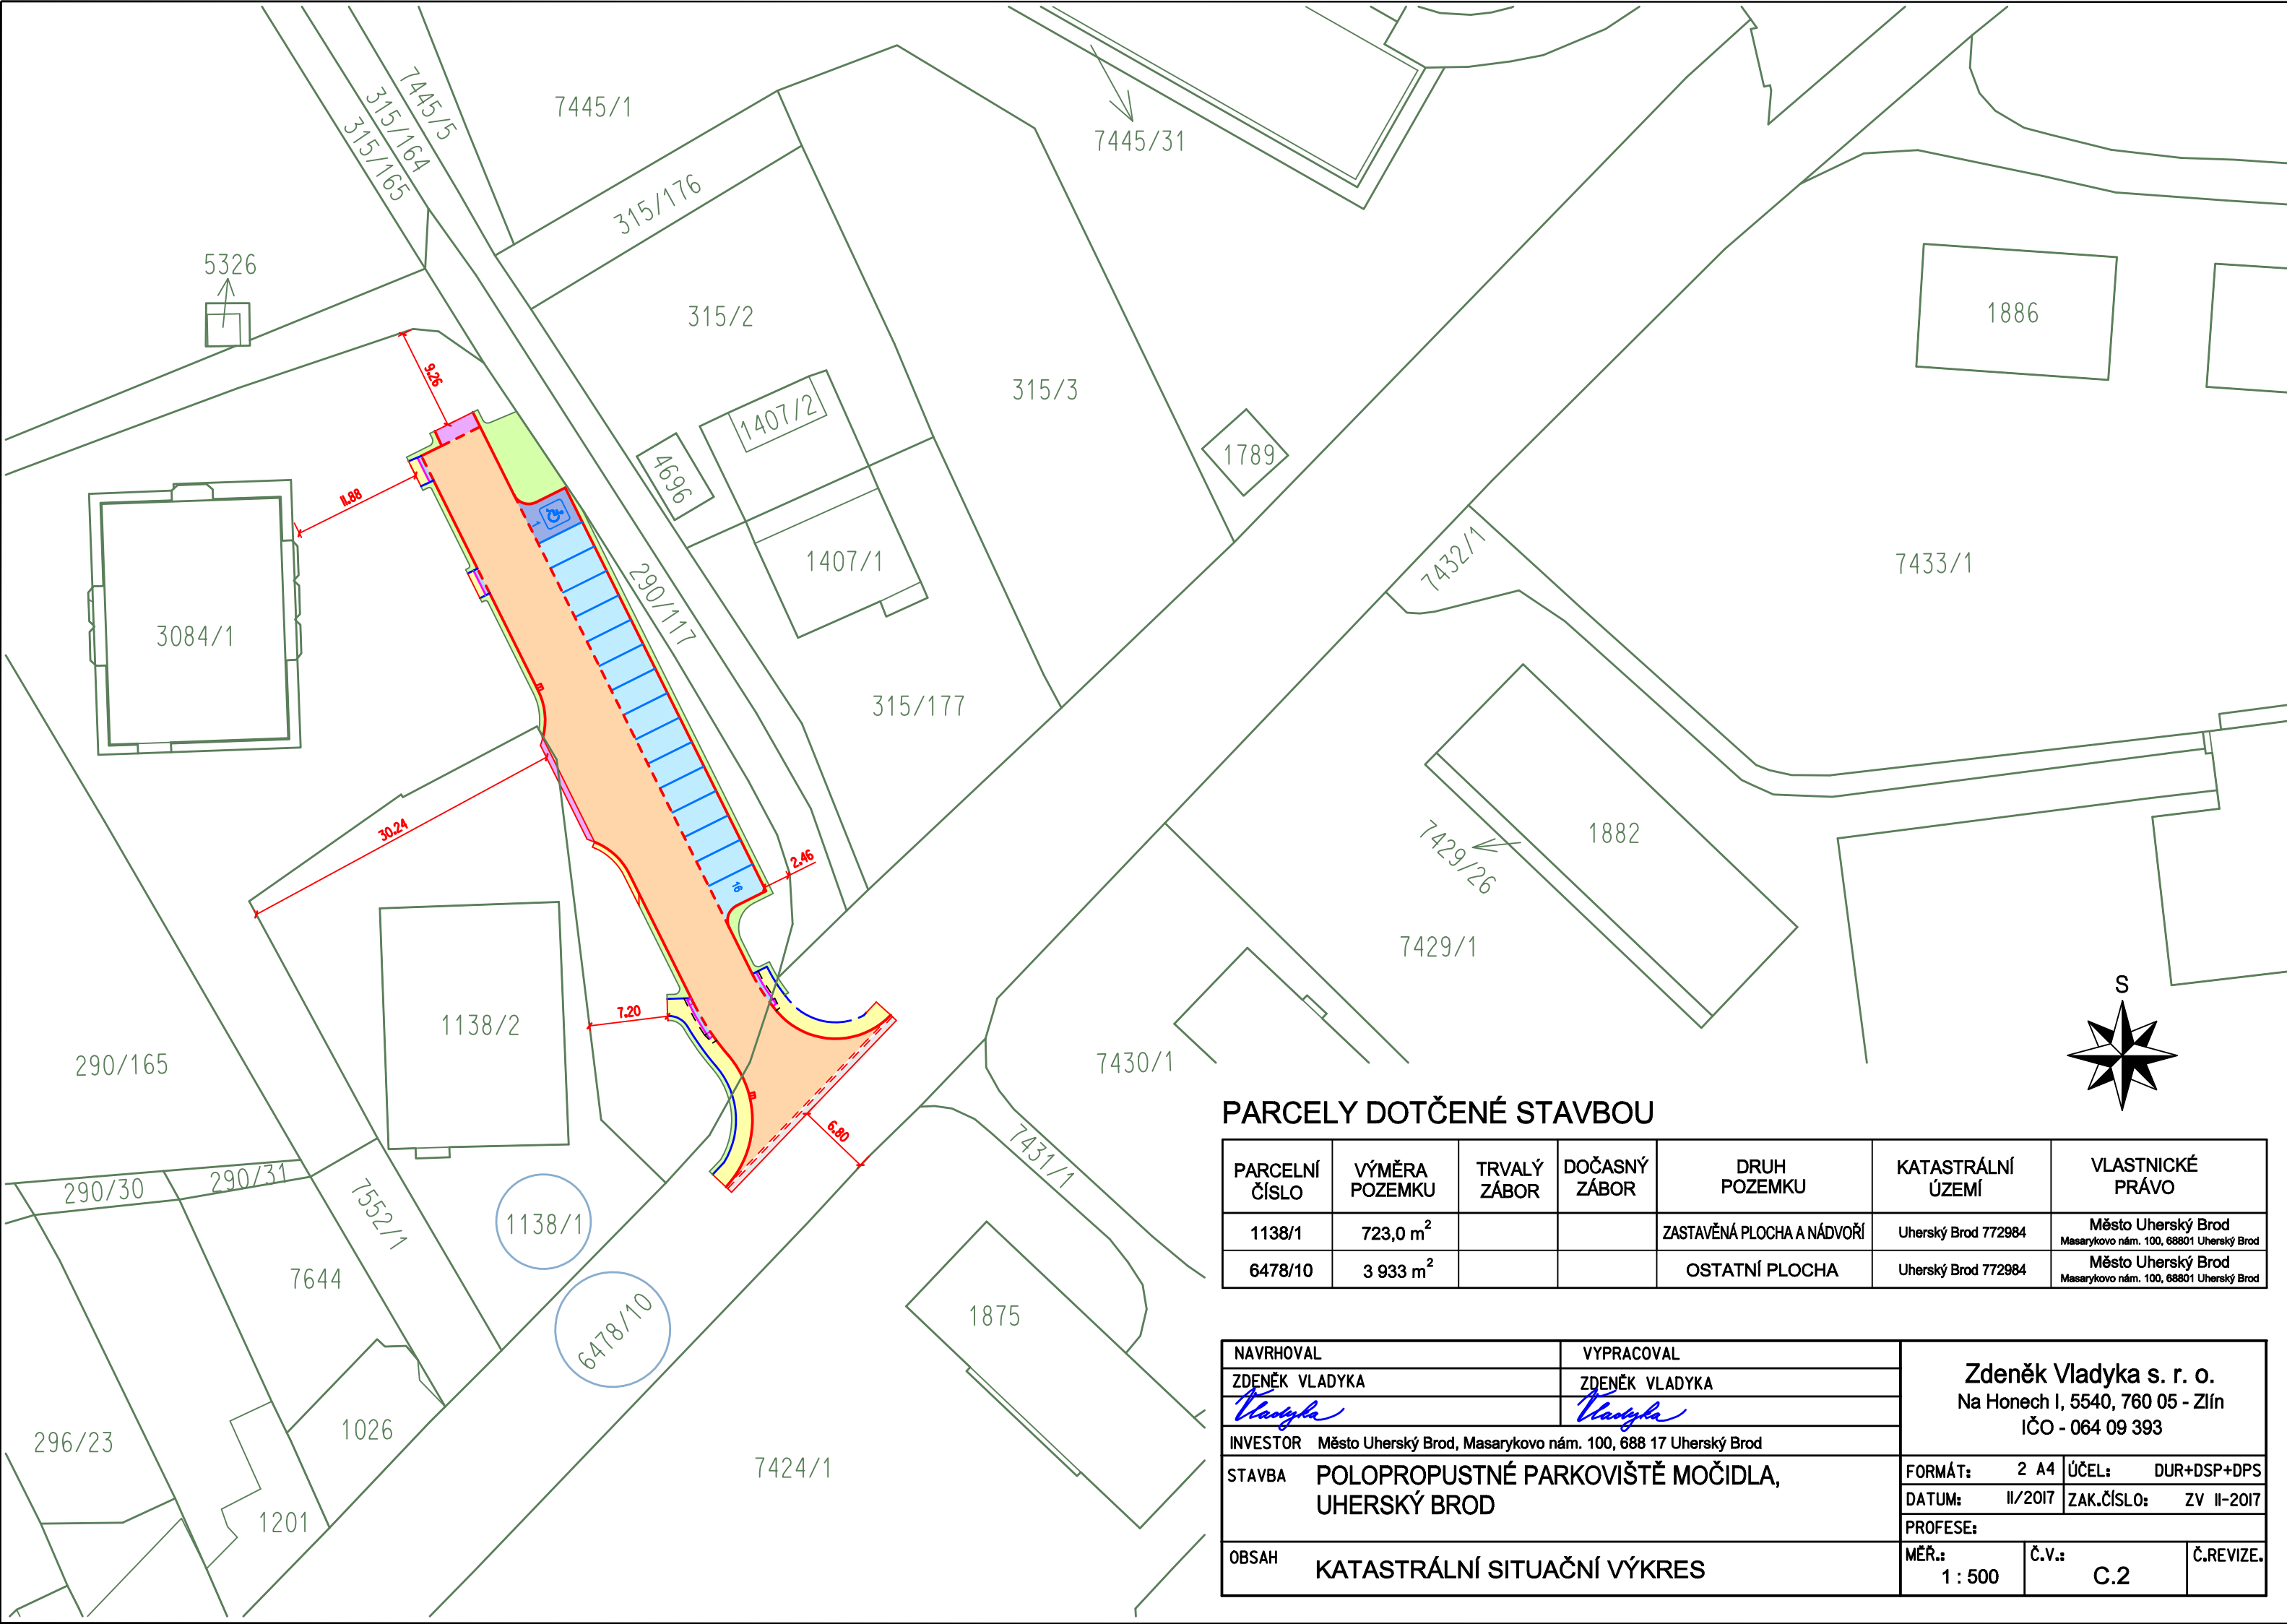 7445/5
315/164
315/165
7445/1
7445/31
315/176
5326
315/2
1886
9.26
315/3
1407/2
1789
4696
11.88
1
1407/1
7432/1
7433/1
290/117
3084/1
315/177
30.24
2.46
1882
7429/26
16
7429/1
S
7.20
1138/2
290/165
7430/1
6.80
7431/1
290/30
290/31
7552/1
1138/1
7644
6478/10
1875
1026
296/23
7424/1
1201
PARCELY DOTČENÉ STAVBOU
PARCELNÍ ČÍSLO VÝMĚRA POZEMKU TRVALÝ ZÁBOR DOČASNÝ ZÁBOR DRUH POZEMKU KATASTRÁLNÍ ÚZEMÍ VLASTNICKÉ PRÁVO
1138/1 723,0 m² ZASTAVĚNÁ PLOCHA A NÁDVOŘÍ Uherský Brod 772984 Město Uherský Brod
Masarykovo nám. 100, 68801 Uherský Brod
6478/10 3 933 m² OSTATNÍ PLOCHA Uherský Brod 772984 Město Uherský Brod
Masarykovo nám. 100, 68801 Uherský Brod
NAVRHOVAL VYPRACOVAL
ZDENĚK VLADYKA ZDENĚK VLADYKA
Vladyka Vladyka
INVESTOR Město Uherský Brod, Masarykovo nám. 100, 688 17 Uherský Brod
STAVBA POLOPROPUSTNÉ PARKOVIŠTĚ MOČIDLA,
UHERSKÝ BROD
OBSAH KATASTRÁLNÍ SITUAČNÍ VÝKRES
Zdeněk Vladyka s. r. o.
Na Honech I, 5540, 760 05 - Zlín
IČO - 064 09 393
FORMÁT: 2 A4 ÚČEL: DUR+DSP+DPS
DATUM: 11/2017 ZAK.ČÍSLO: ZV 11-2017
PROFESE:
MĚŘ.: Č.V.: Č.REVIZE.
1 : 500 C.2